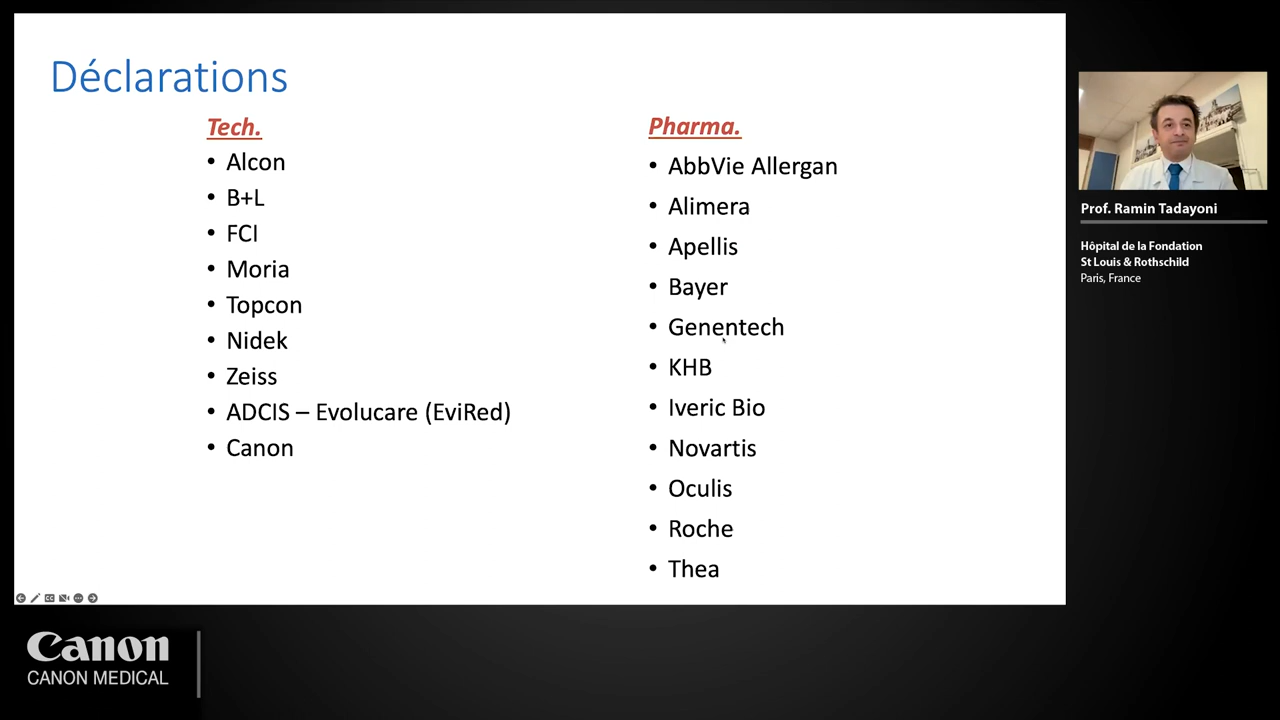 Déclarations
Tech.
• Alcon
• B+L
• FCI
• Moria
• Topcon
• Nidek
• Zeiss
• ADCIS – Evolucare (EviRed)
• Canon
Pharma.
• AbbVie Allergan
• Alimera
• Apellis
• Bayer
• Genentech
• KHB
• Iveric Bio
• Novartis
• Oculis
• Roche
• Thea
Prof. Ramin Tadayoni
Hôpital de la Fondation
St Louis & Rothschild
Paris, France
Canon
CANON MEDICAL